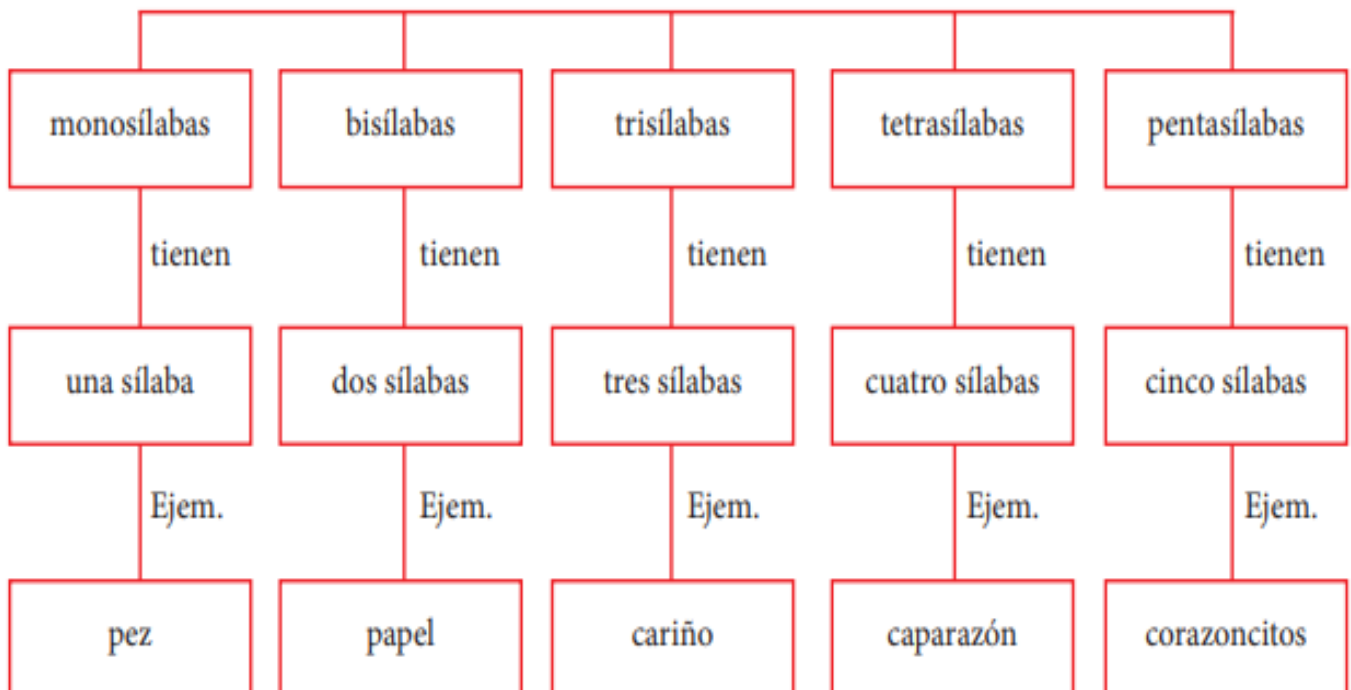 monosílabas bisílabas trisílabas tetrasílabas pentasílabas
tienen tienen tienen tienen tienen
una sílaba dos sílabas tres sílabas cuatro sílabas cinco sílabas
Ejem. Ejem. Ejem. Ejem. Ejem.
pez papel cariño caparazón corazoncitos